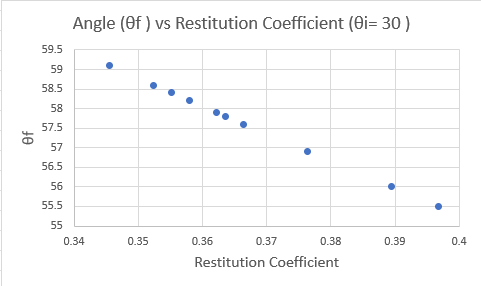 Angle (θf ) vs Restitution Coefficient (θi= 30 )
59.5
59
58.5
58
57.5
57
56.5
56
55.5
55
θf
0.34 0.35 0.36 0.37 0.38 0.39 0.4
Restitution Coefficient